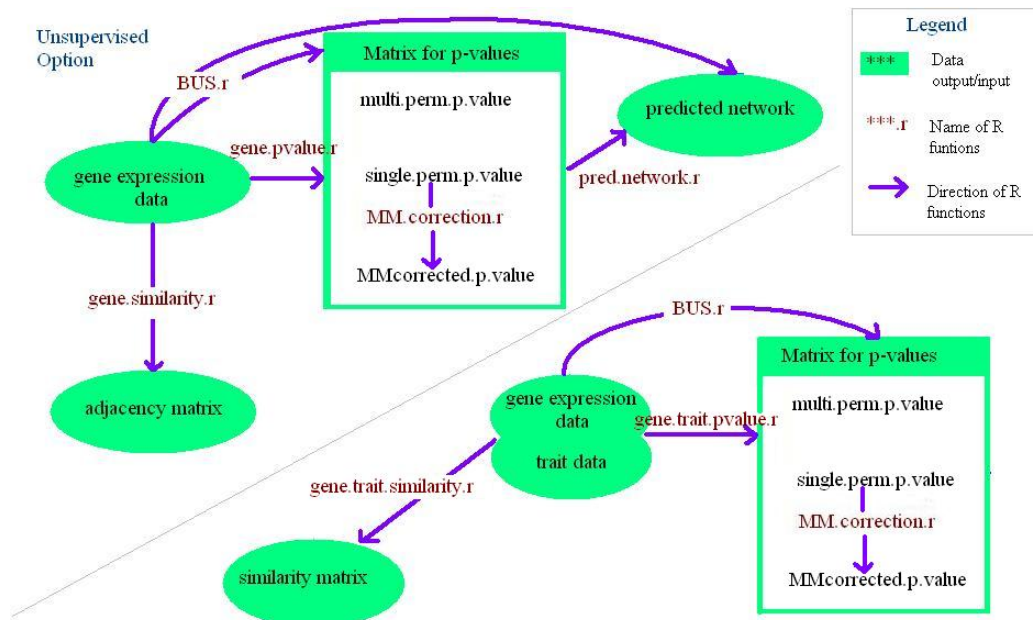 Unsupervised
Option
BUS.r
gene expression
data
gene.pvalue.r
gene.similarity.r
adjacency matrix
Matrix for p-values
multi.perm.p.value
single.perm.p.value
MM.correction.r
MMcorrected.p.value
pred.network.r
predicted network
Legend
***
Data
output/input
***.r
Name of R
funtions
Direction of R
functions
BUS.r
gene expression
data
trait data
gene.trait.pvalue.r
gene.trait.similarity.r
similarity matrix
Matrix for p-values
multi.perm.p.value
single.perm.p.value
MM.correction.r
MMcorrected.p.value